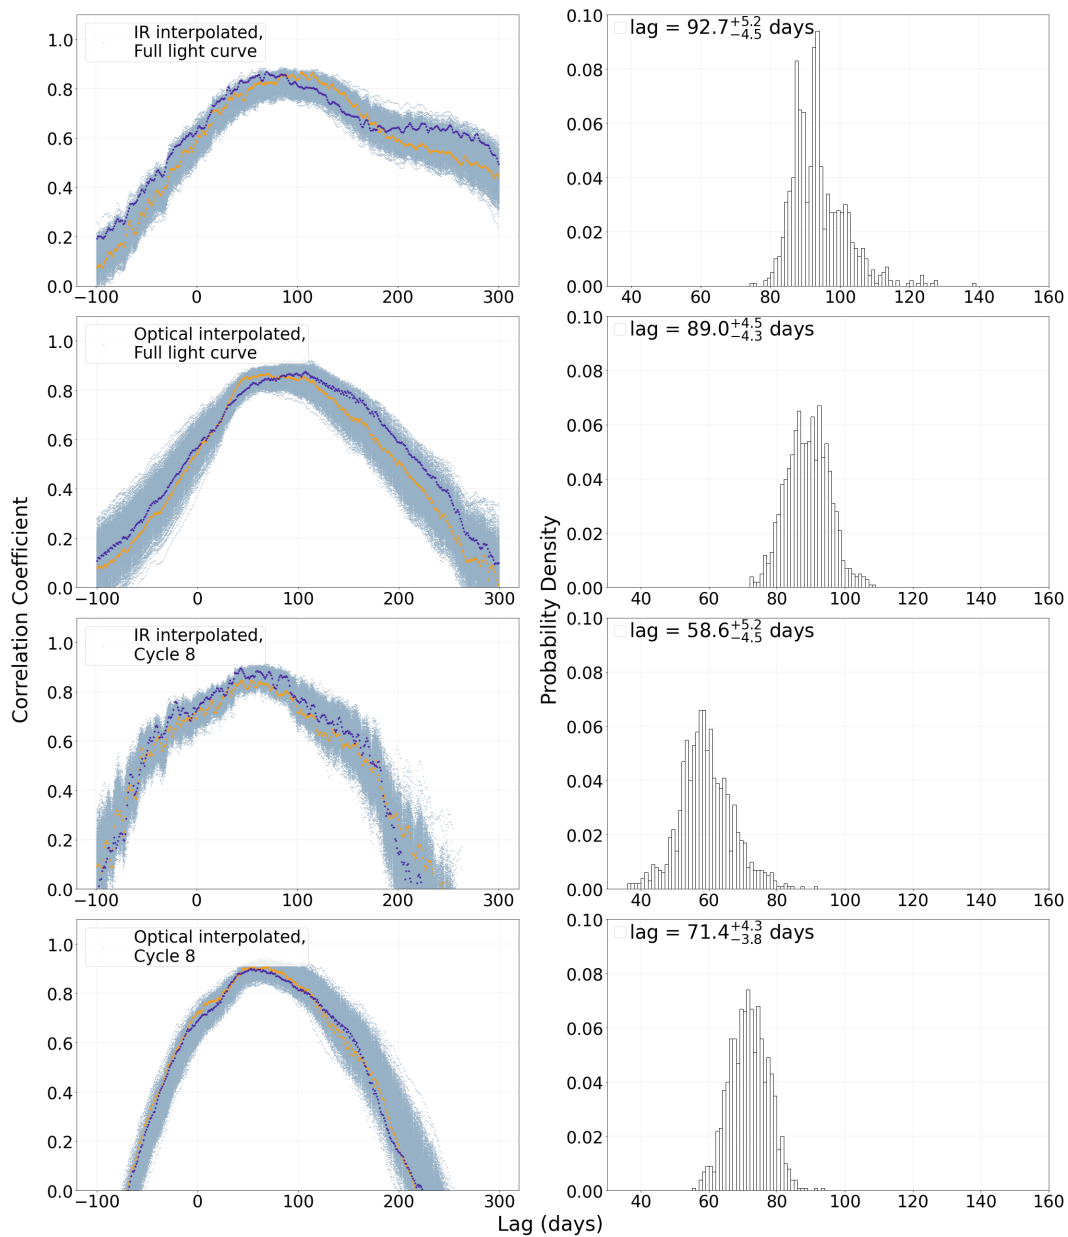 IR interpolated,
Full light curve
1.0
0.8
0.6
0.4
0.2
0.0
−100 0 100 200 300
lag = 92.7+5.2−4.5 days
0.10
0.08
0.06
0.04
0.02
0.00
40 60 80 100 120 140 160
Optical interpolated,
Full light curve
1.0
0.8
0.6
0.4
0.2
0.0
−100 0 100 200 300
lag = 89.0+4.5−4.3 days
0.10
0.08
0.06
0.04
0.02
0.00
40 60 80 100 120 140 160
Correlation Coefficient
Probability Density
IR interpolated,
Cycle 8
1.0
0.8
0.6
0.4
0.2
0.0
−100 0 100 200 300
lag = 58.6+5.2−4.5 days
0.10
0.08
0.06
0.04
0.02
0.00
40 60 80 100 120 140 160
Optical interpolated,
Cycle 8
1.0
0.8
0.6
0.4
0.2
0.0
−100 0 100 200 300
lag = 71.4+4.3−3.8 days
0.10
0.08
0.06
0.04
0.02
0.00
40 60 80 100 120 140 160
Lag (days)